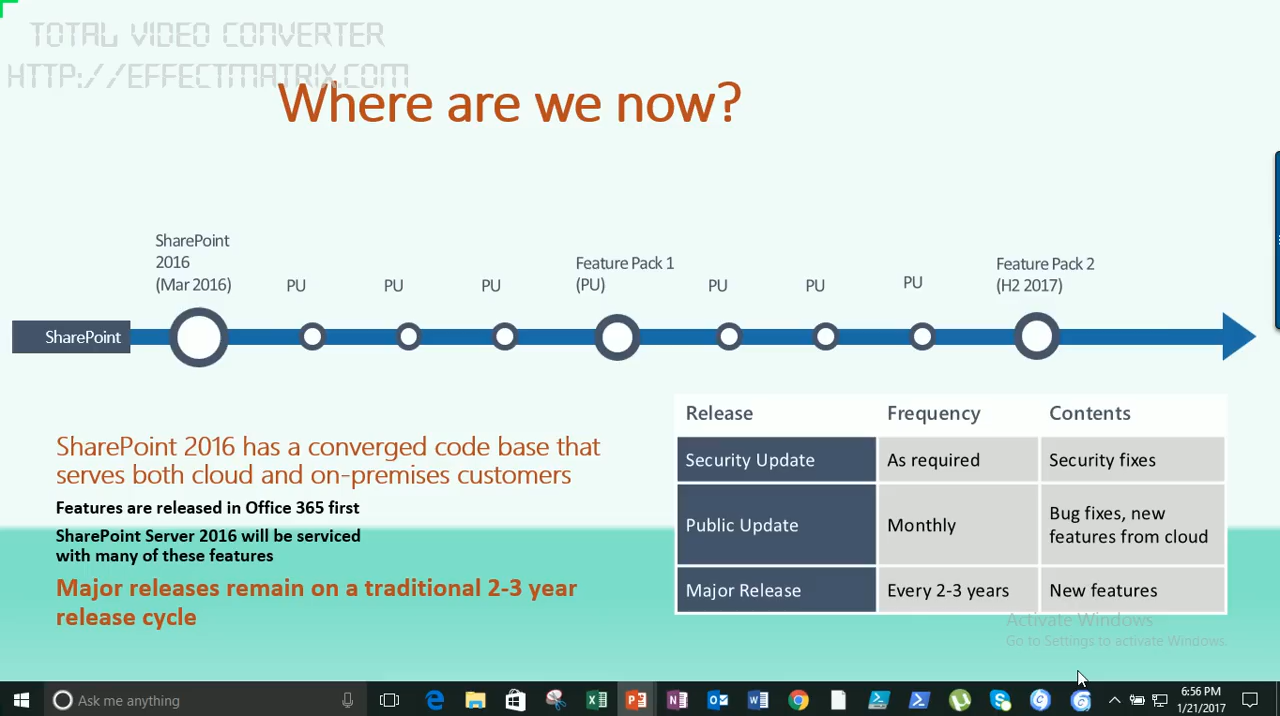 TOTAL VIDEO CONVERTER
HTTP://EFFECTMATRIX.COM
Where are we now?
SharePoint
2016
(Mar 2016)
PU
PU
PU
Feature Pack 1
(PU)
PU
PU
PU
Feature Pack 2
(H2 2017)
SharePoint
SharePoint 2016 has a converged code base that
serves both cloud and on-premises customers
Features are released in Office 365 first
SharePoint Server 2016 will be serviced
with many of these features
Major releases remain on a traditional 2-3 year
release cycle
Release Frequency Contents
Security Update As required Security fixes
Public Update Monthly Bug fixes, new
features from cloud
Major Release Every 2-3 years New features
Activate Windows
Go to Settings to activate Windows.
Ask me anything
6:56 PM
1/21/2017